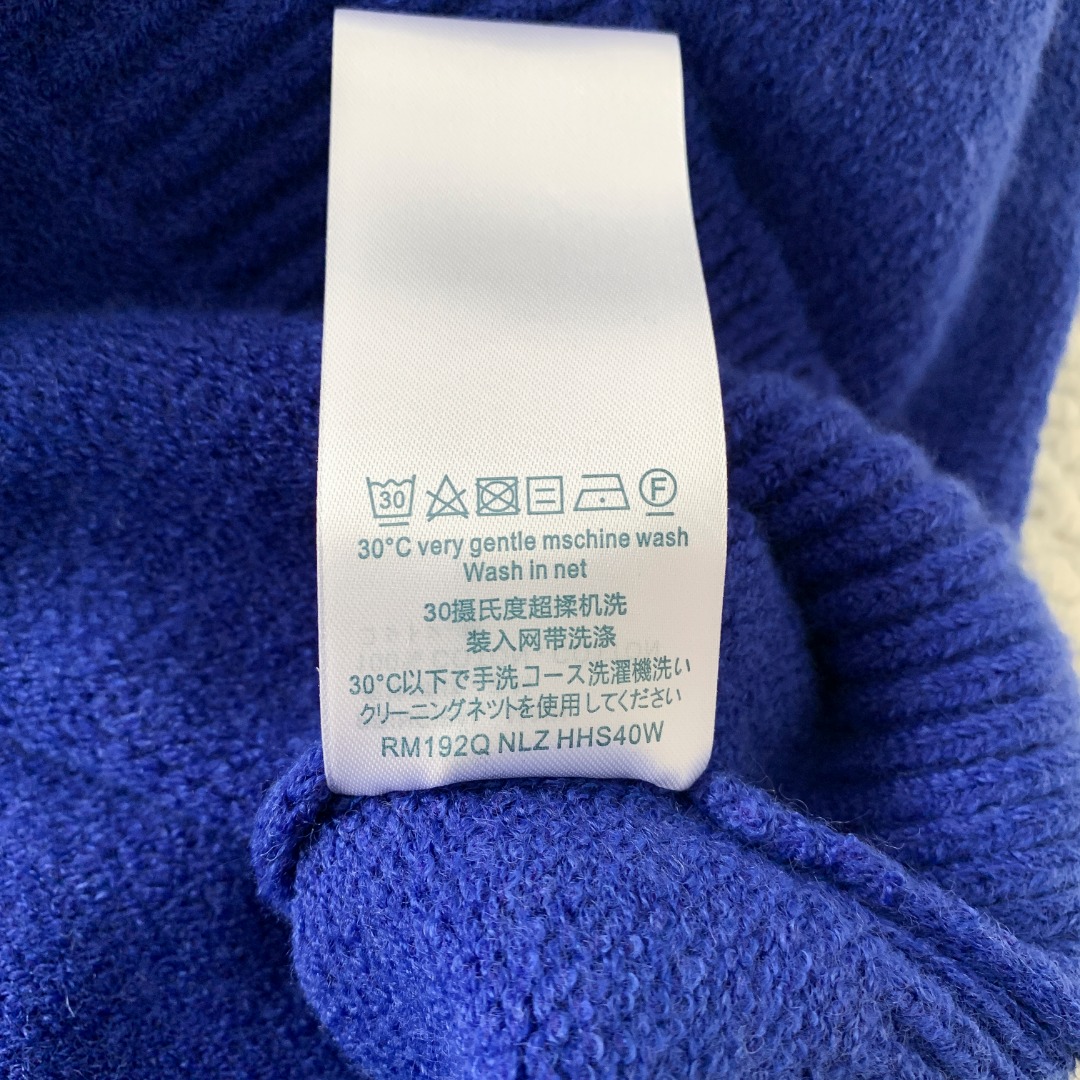 30
F
30°C very gentle mschine wash
Wash in net
30摄氏度超揉机洗
装入网带洗涤
30°C以下で手洗コース洗濯機洗い
クリーニングネットを使用してください
RM192Q NLZ HHS40W